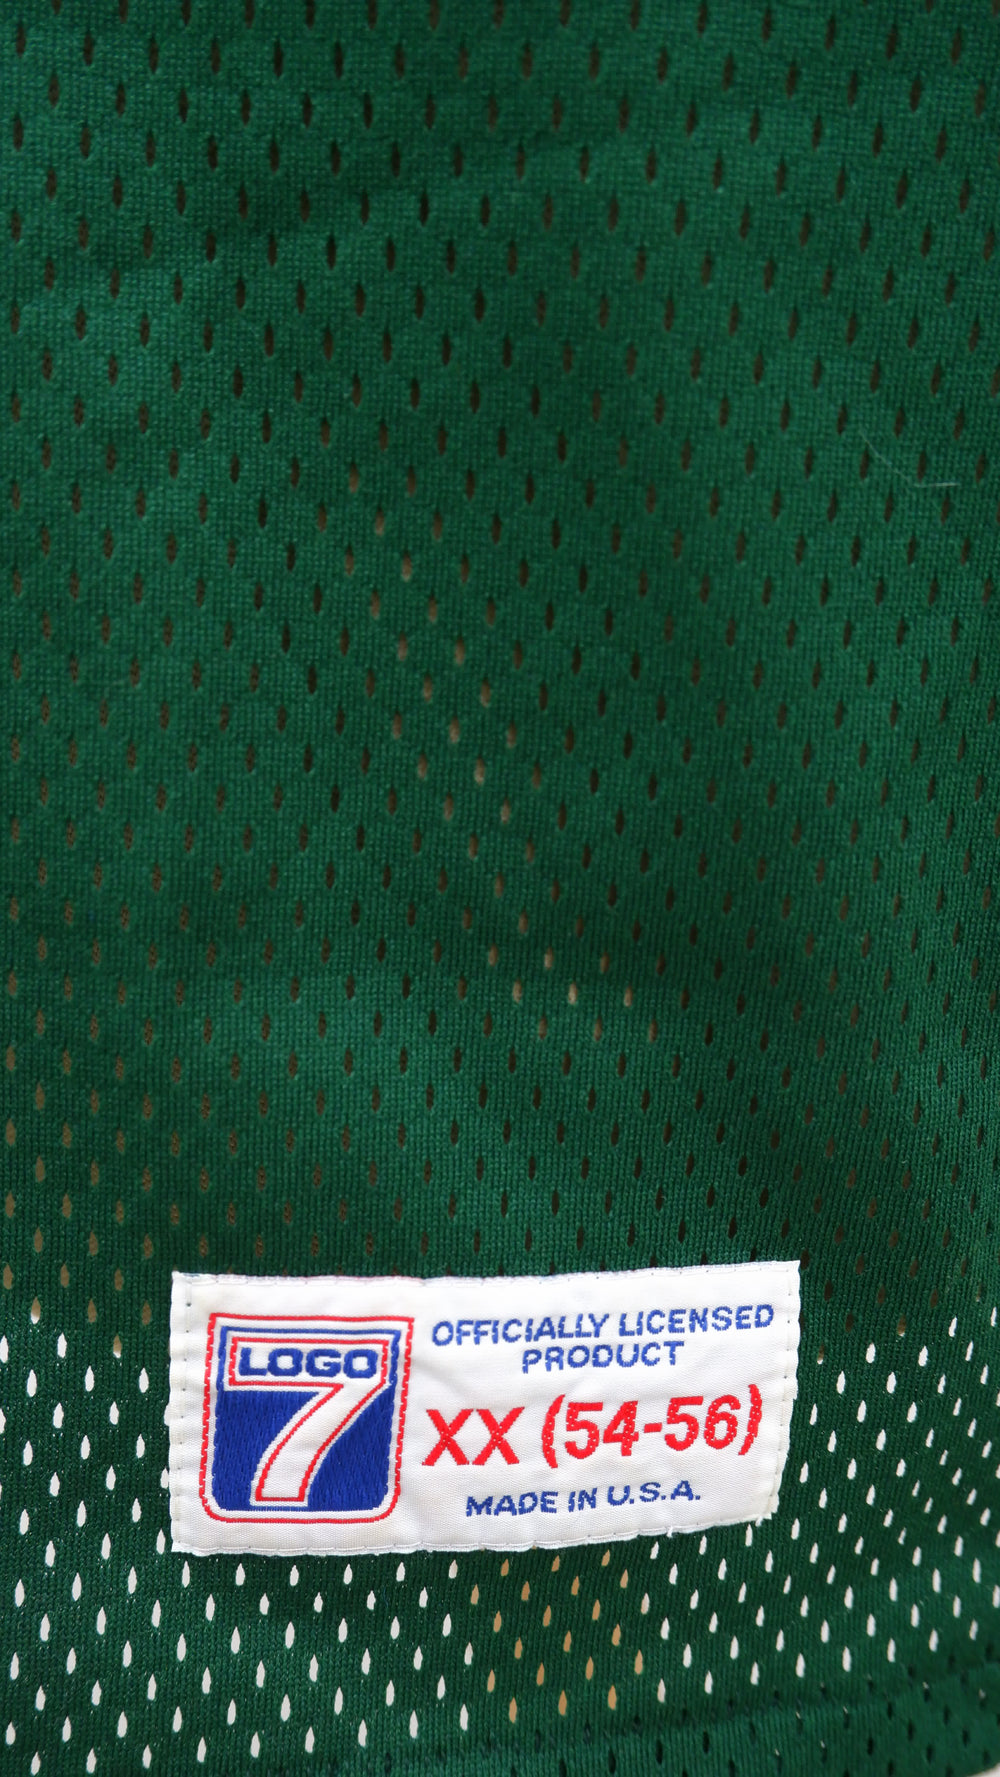 LOGO
7
OFFICIALLY LICENSED
PRODUCT
XX (54-56)
MADE IN U.S.A.